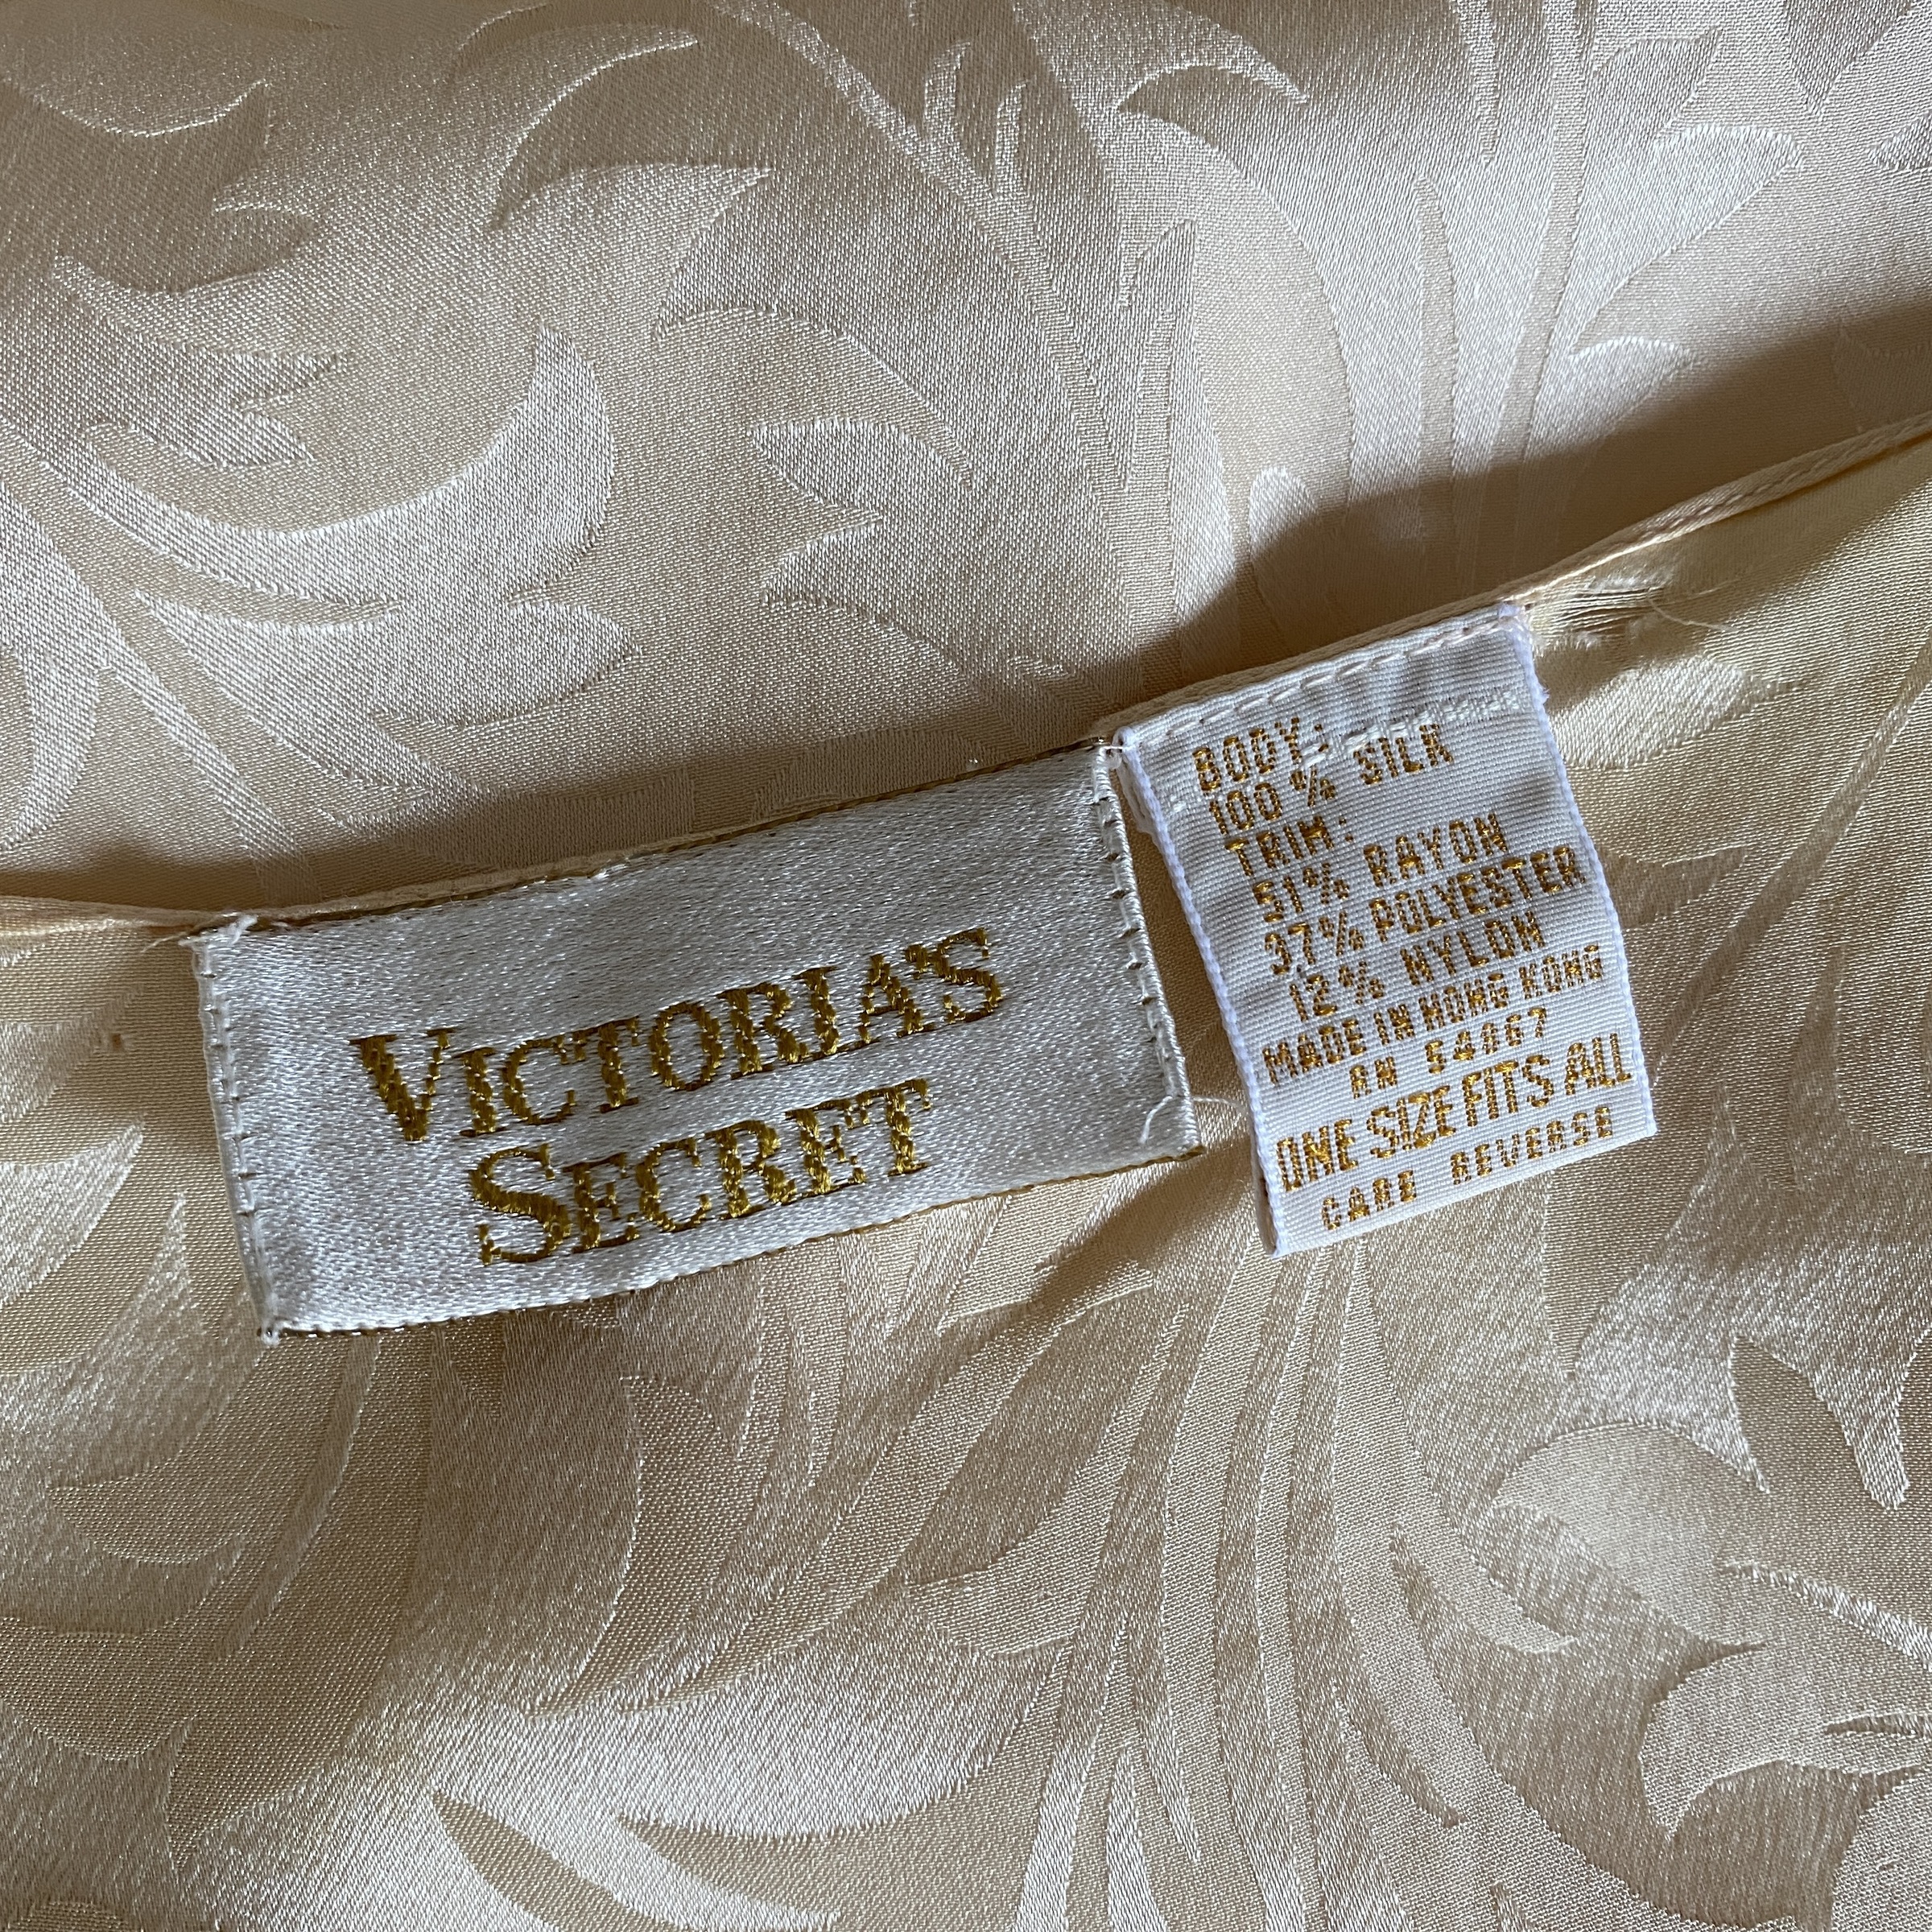 VICTORIA'S
SECRET
BODY:
100% SILK
TRIM:
51% RAYON
37% POLYESTER
12% NYLON
MADE IN HONG KONG
RN 54867
ONE SIZE FITS ALL
CARE REVERSE